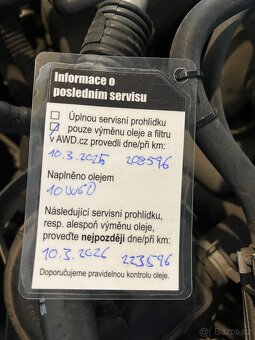 Informace o
posledním servisu
Úplnou servisní prohlídku
pouze výměnu oleje a filtru
v AWD.cz provedli dne/při km:
10.3.2025 203596
Naplněno olejem
10W60
Následující servisní prohlídku,
resp. alespoň výměnu oleje,
proveďte nejpozději dne/při km:
10.3.2026 223596
Doporučujeme pravidelnou kontrolu oleje.